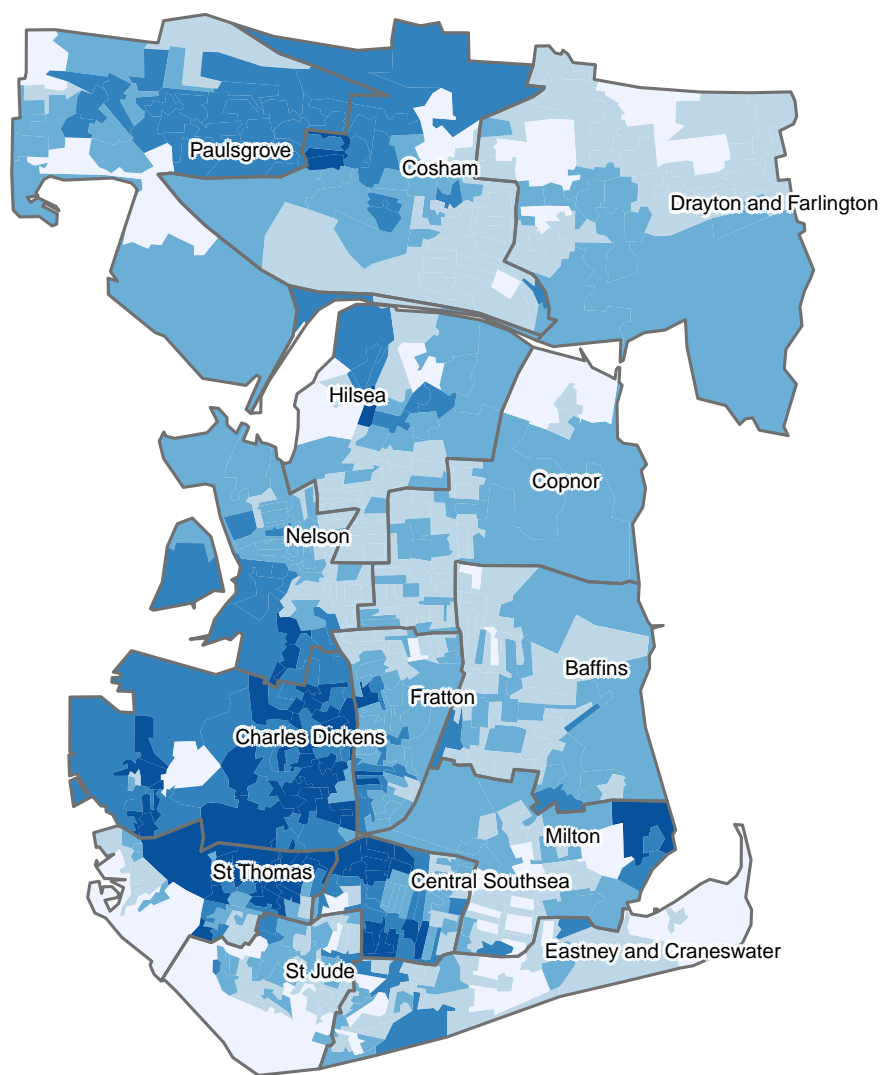 Paulsgrove
Cosham
Drayton and Farlington
Hilsea
Copnor
Nelson
Baffins
Fratton
Charles Dickens
Milton
St Thomas
Central Southsea
Eastney and Craneswater
St Jude